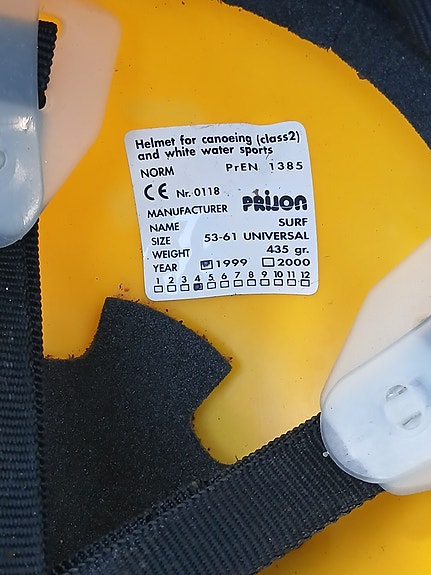 Helmet for canoeing (class2)
and white water sports
NORM PrEN 1385
CE Nr. 0118
MANUFACTURER PRIJON
NAME SURF
SIZE 53-61 UNIVERSAL
WEIGHT 435 gr.
YEAR 1999 2000
1 2 3 4 5 6 7 8 9 10 11 12